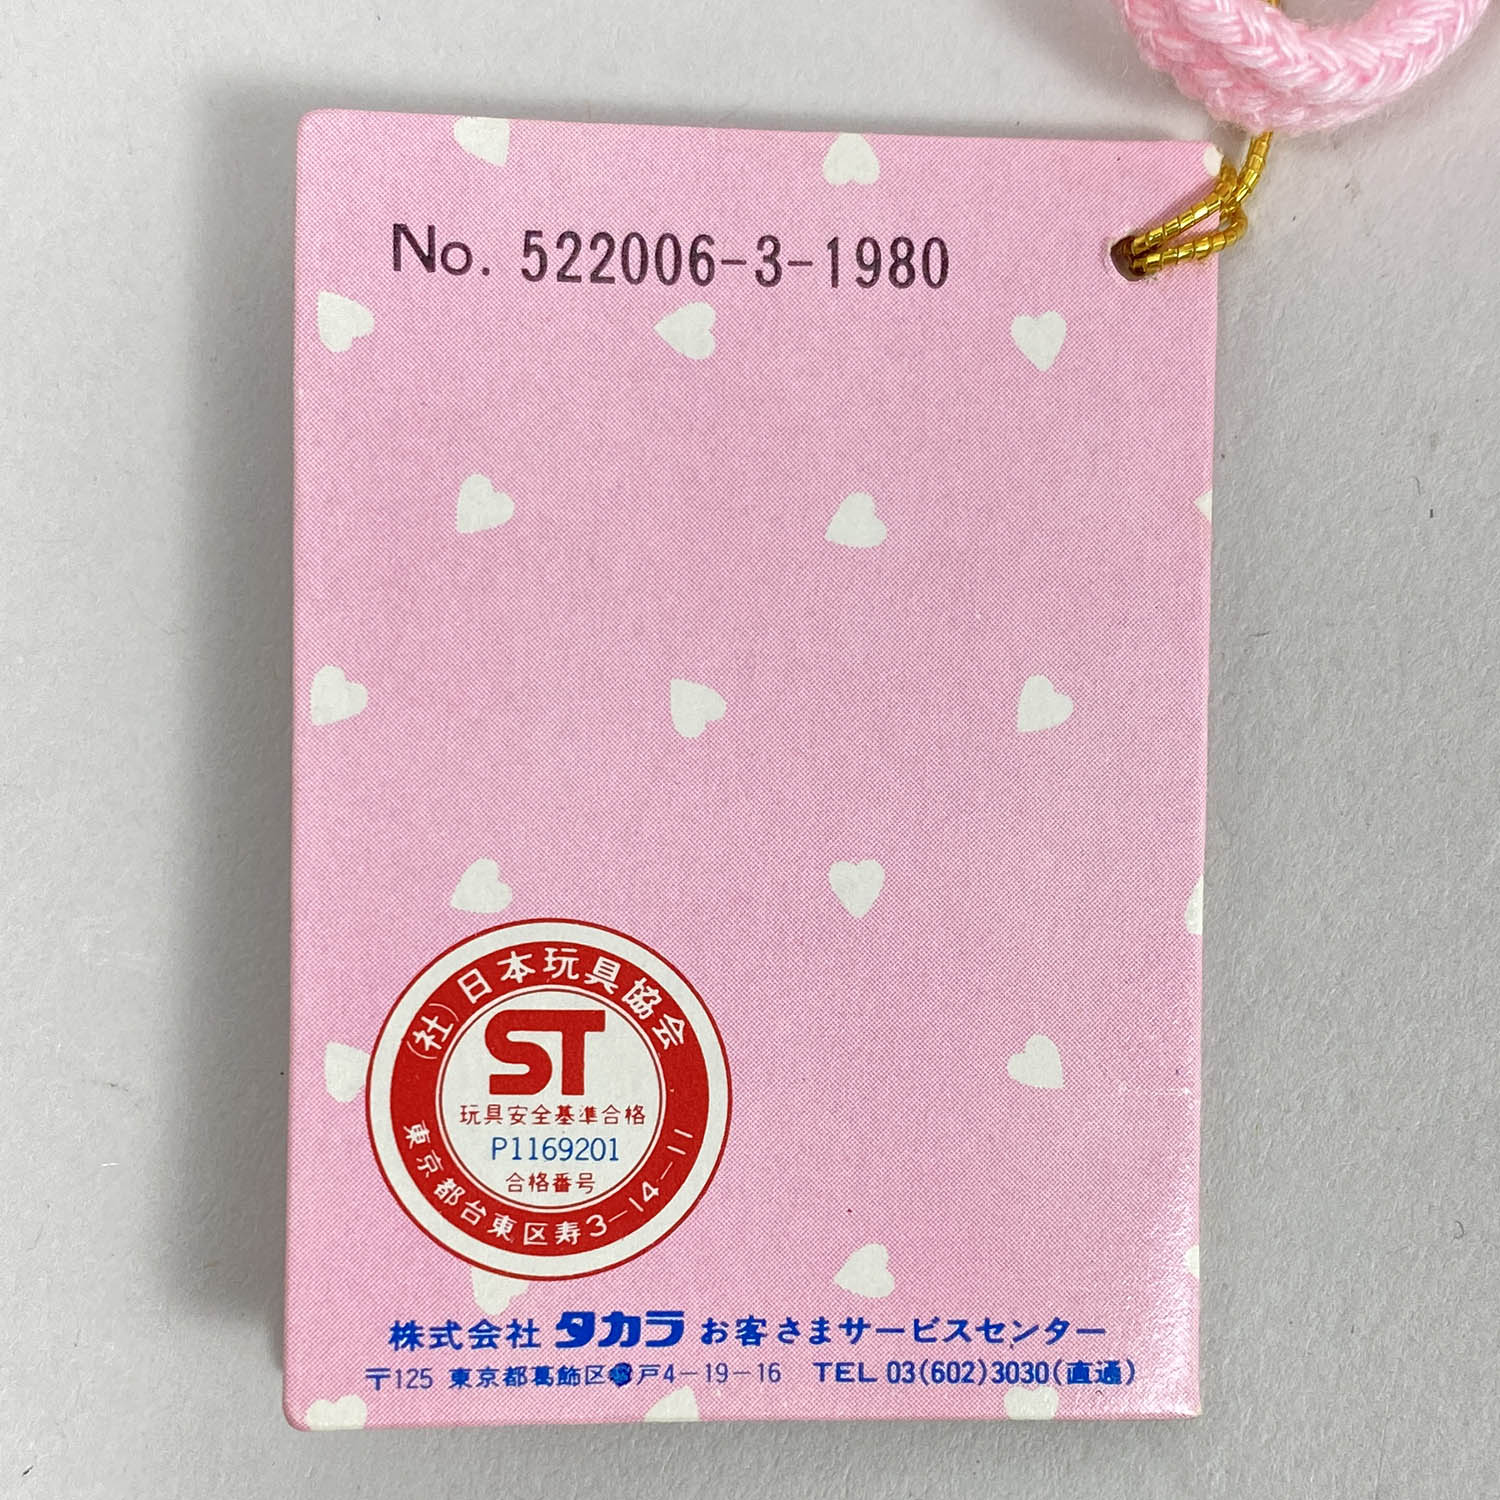 No. 522006-3-1980
(社)日本玩具協会
ST
玩具安全基準合格
P1169201
合格番号
東京都台東区寿3-14-11
株式会社 タカラ お客さまサービスセンター
〒125 東京都葛飾区 戸4-19-16 TEL 03(602)3030(直通)